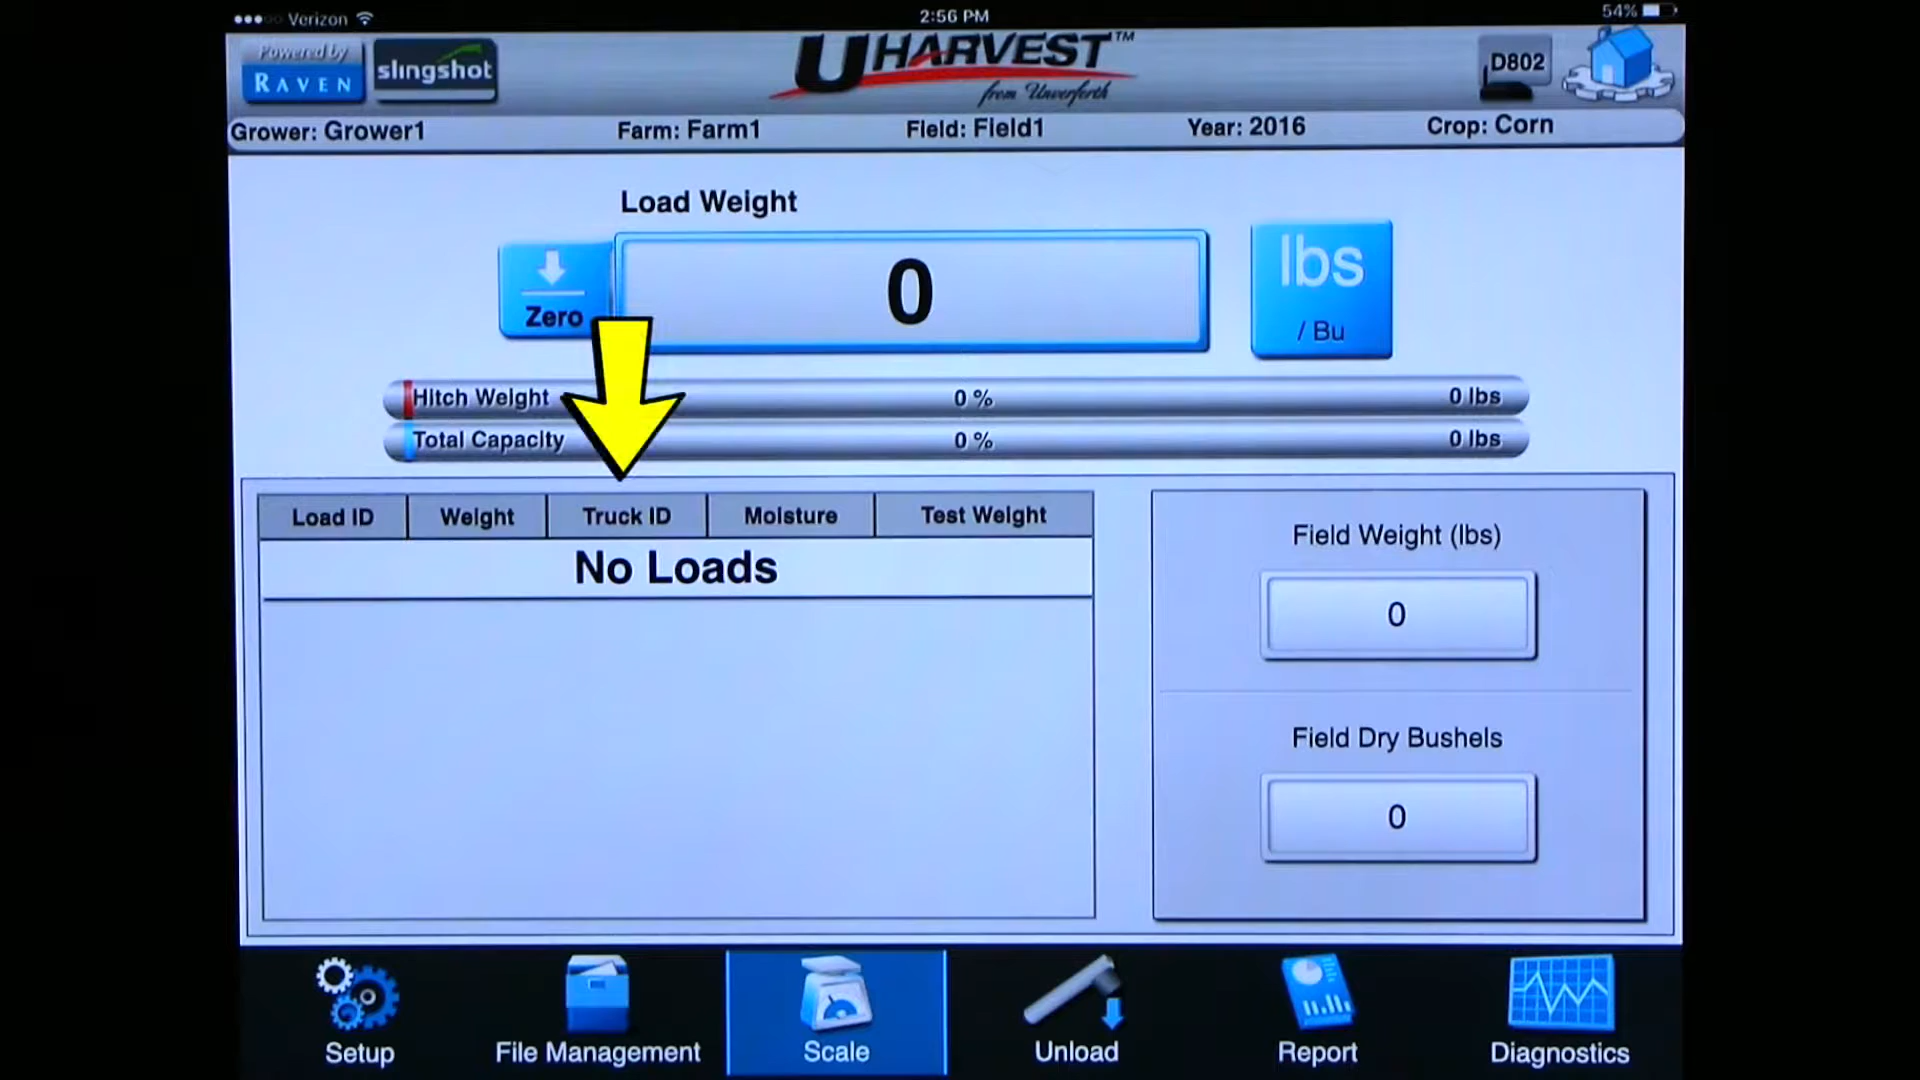 Verizon
2:56 PM
54%
Powered by
RAVEN
slingshot
UHARVEST™
from Unverferth
D802
Grower: Grower1
Farm: Farm1
Field: Field1
Year: 2016
Crop: Corn
Load Weight
Zero
0
lbs
/ Bu
Hitch Weight
0 %
0 lbs
Total Capacity
0 %
0 lbs
Load ID
Weight
Truck ID
Moisture
Test Weight
No Loads
Field Weight (lbs)
0
Field Dry Bushels
0
Setup
File Management
Scale
Unload
Report
Diagnostics